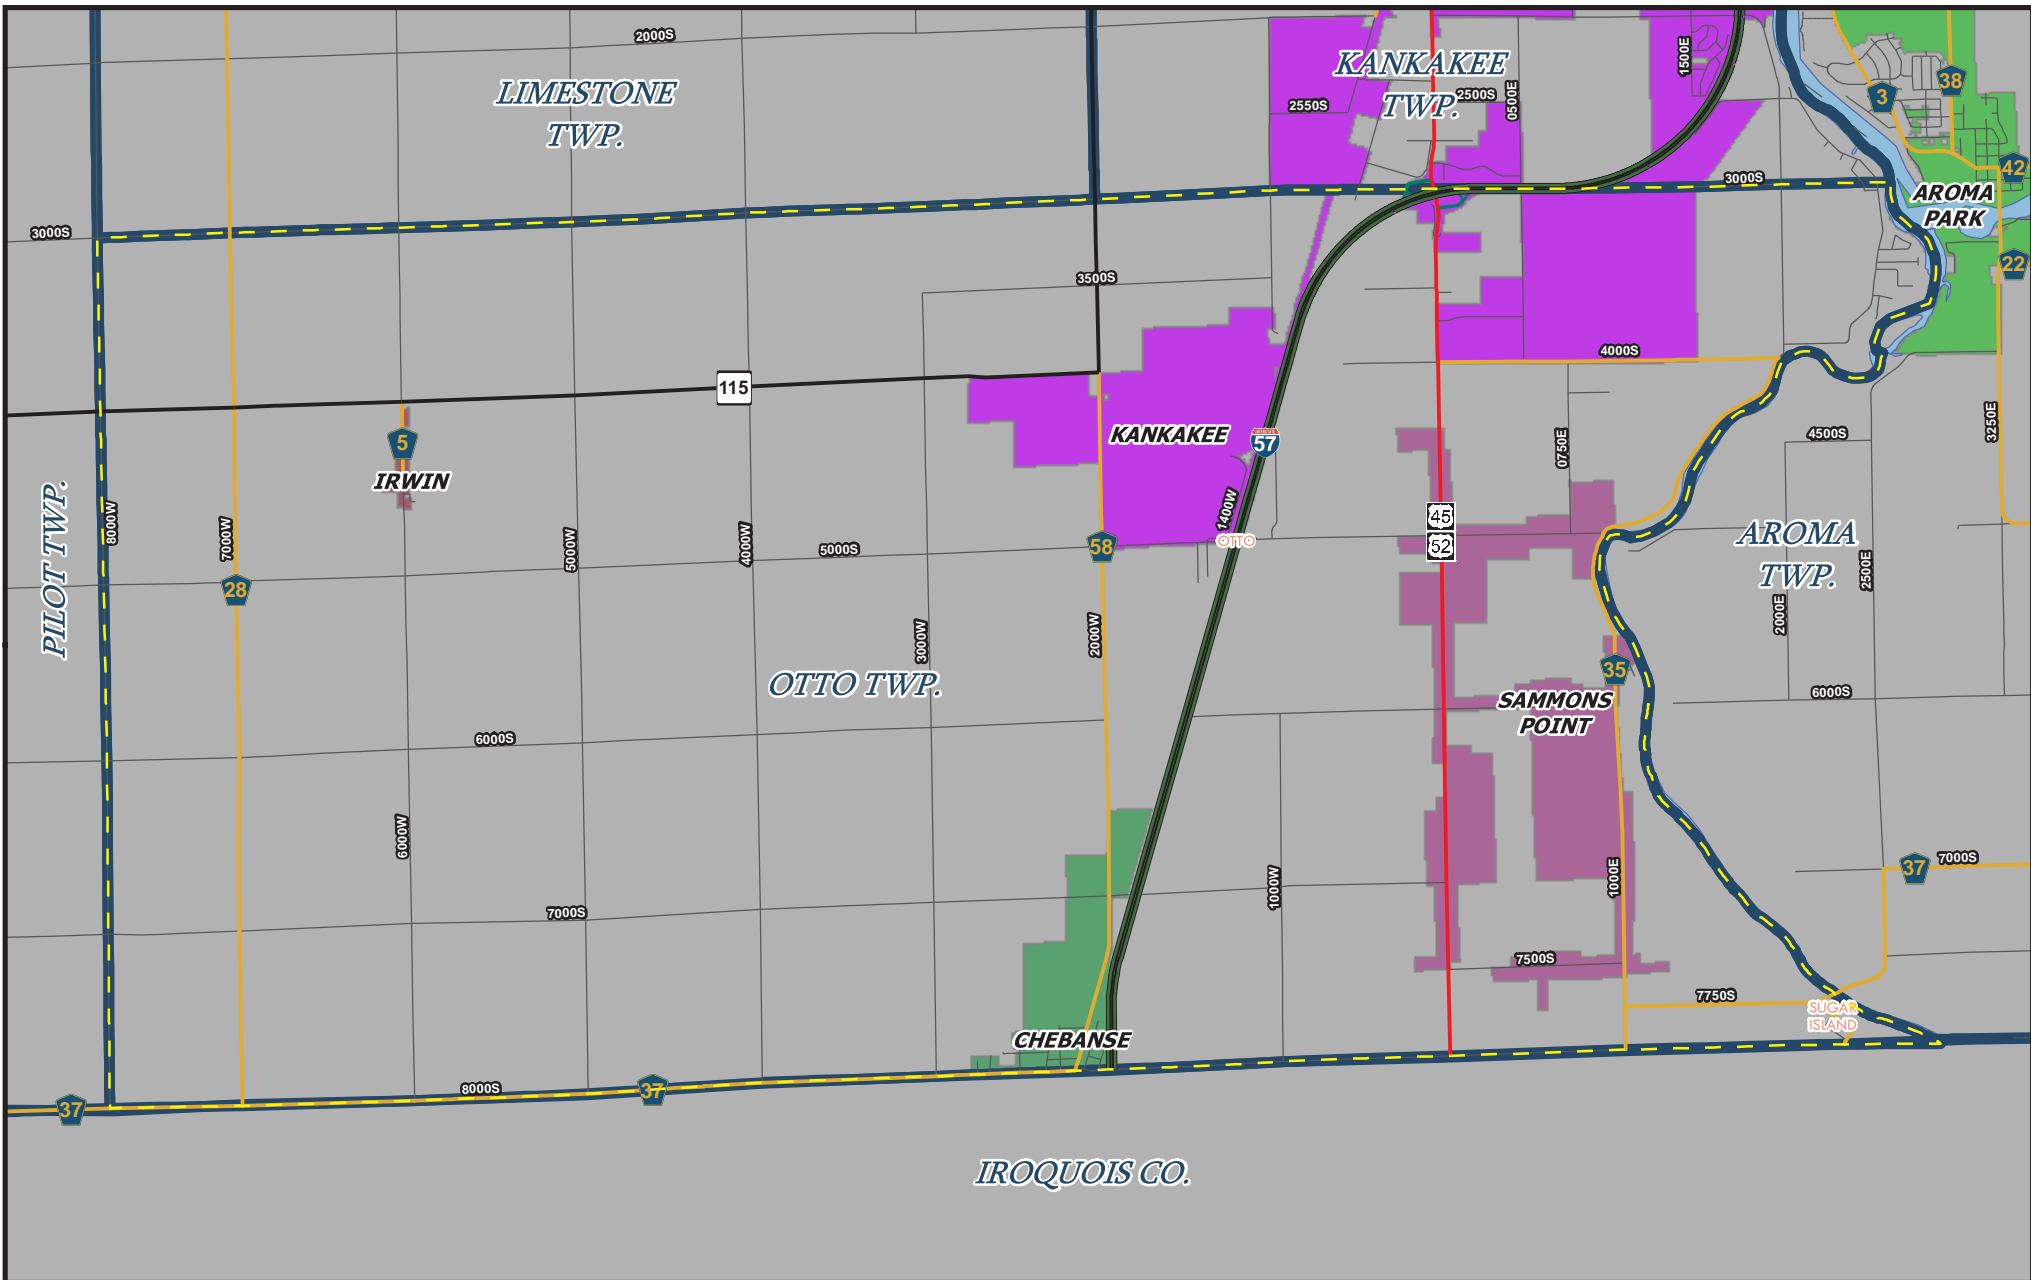 2000S
LIMESTONE
TWP.
KANKAKEE
TWP.
2550S
2500S
0500E
1500E
3
38
42
3000S
AROMA
PARK
22
3000S
3500S
4000S
115
KANKAKEE
57
5
IRWIN
0750E
4500S
3250E
PILOT TWP.
8000W
7000W
5000W
4000W
5000S
58
1400W
OTTO
45
52
AROMA
TWP.
2500E
2000E
28
3000W
2000W
OTTO TWP.
35
SAMMONS
POINT
6000S
6000S
6000W
1000W
1000E
37
7000S
7000S
7500S
7750S
SUGAR
ISLAND
CHEBANSE
37
8000S
37
IROQUOIS CO.